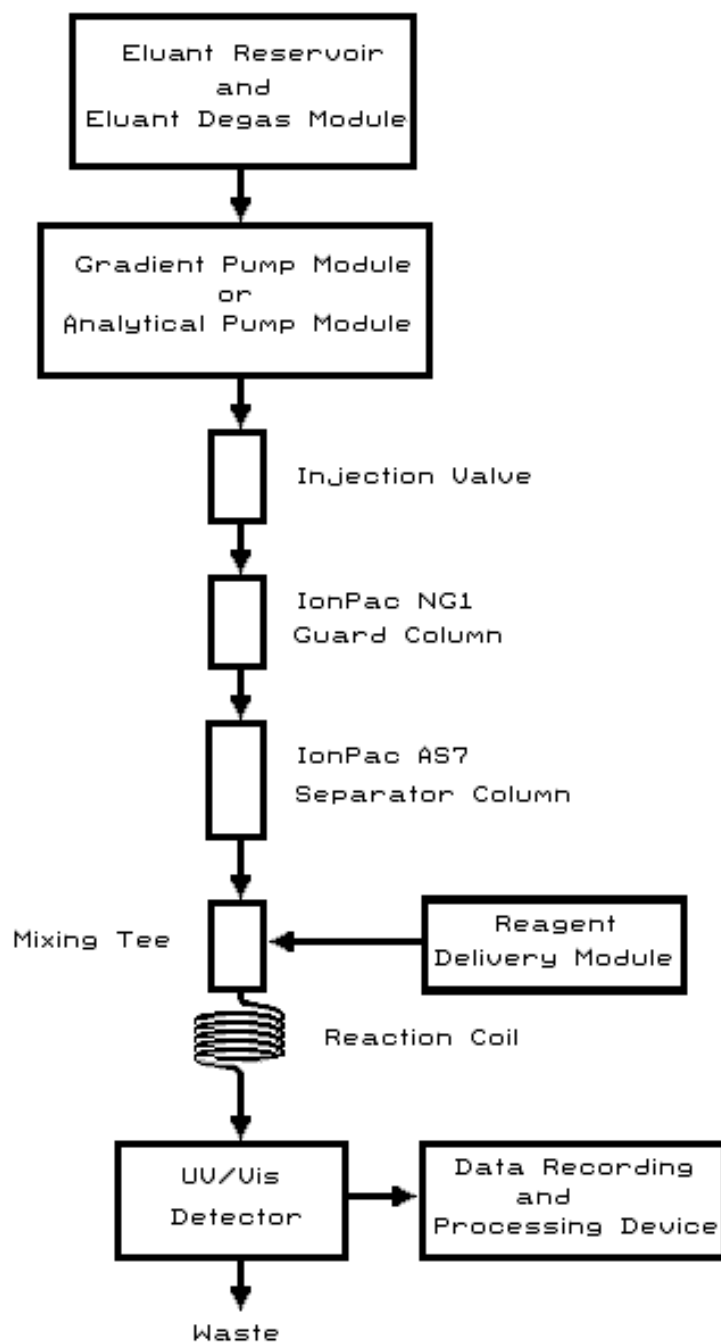 Eluant Reservoir
and
Eluant Degas Module
Gradient Pump Module
or
Analytical Pump Module
Injection Valve
IonPac NG1
Guard Column
IonPac AS7
Separator Column
Mixing Tee
Reagent
Delivery Module
Reaction Coil
UV/Vis
Detector
Data Recording
and
Processing Device
Waste